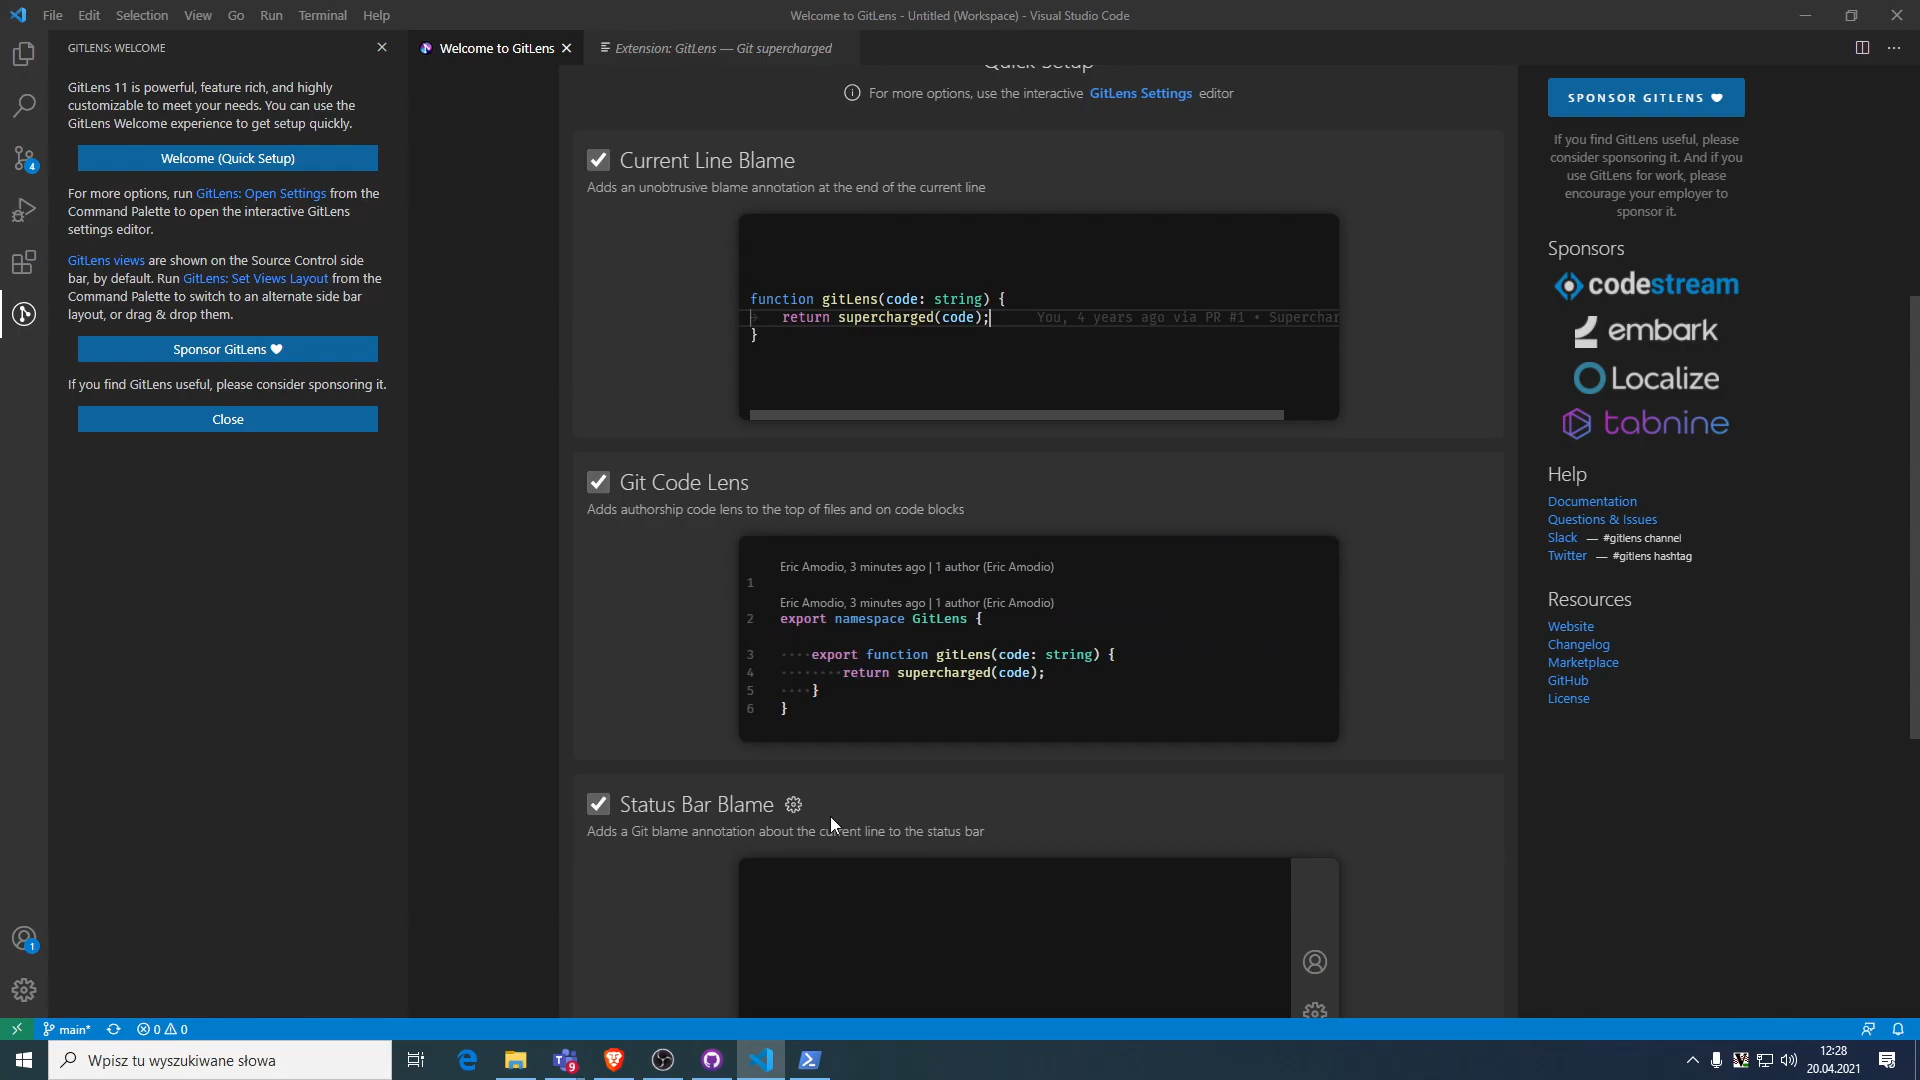 File Edit Selection View Go Run Terminal Help
Welcome to GitLens - Untitled (Workspace) - Visual Studio Code
GITLENS: WELCOME
GitLens 11 is powerful, feature rich, and highly
customizable to meet your needs. You can use the
GitLens Welcome experience to get setup quickly.
Welcome (Quick Setup)
For more options, run GitLens: Open Settings from the
Command Palette to open the interactive GitLens
settings editor.
GitLens views are shown on the Source Control side
bar, by default. Run GitLens: Set Views Layout from the
Command Palette to switch to an alternate side bar
layout, or drag & drop them.
Sponsor GitLens
If you find GitLens useful, please consider sponsoring it.
Close
4
1
Welcome to GitLens
Extension: GitLens — Git supercharged
Quick Setup
For more options, use the interactive GitLens Settings editor
Current Line Blame
Adds an unobtrusive blame annotation at the end of the current line
function gitLens(code: string) {
return supercharged(code); You, 4 years ago via PR #1 • Superchar
}
Git Code Lens
Adds authorship code lens to the top of files and on code blocks
Eric Amodio, 3 minutes ago | 1 author (Eric Amodio)
1
Eric Amodio, 3 minutes ago | 1 author (Eric Amodio)
2 export namespace GitLens {
3 ····export function gitLens(code: string) {
4 ········return supercharged(code);
5 ····}
6 }
Status Bar Blame
Adds a Git blame annotation about the current line to the status bar
SPONSOR GITLENS
If you find GitLens useful, please
consider sponsoring it. And if you
use GitLens for work, please
encourage your employer to
sponsor it.
Sponsors
codestream
embark
Localize
tabnine
Help
Documentation
Questions & Issues
Slack — #gitlens channel
Twitter — #gitlens hashtag
Resources
Website
Changelog
Marketplace
GitHub
License
main* 0 0
Wpisz tu wyszukiwane słowa
9
12:28
20.04.2021